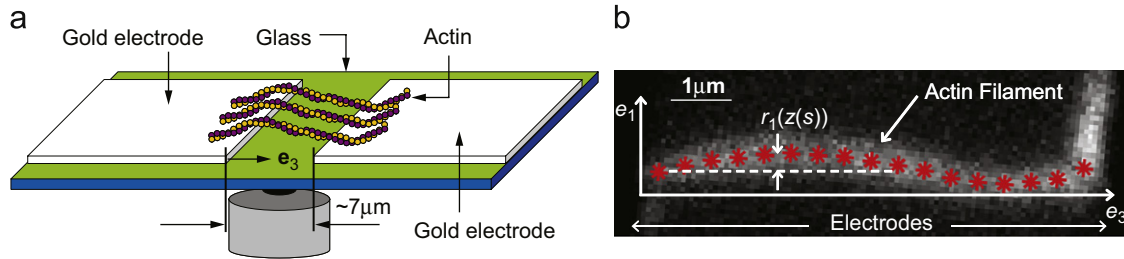 a
Gold electrode
Glass
Actin
e3
~7μm
Gold electrode
b
1μm
e1
r1(z(s))
Actin Filament
e3
Electrodes